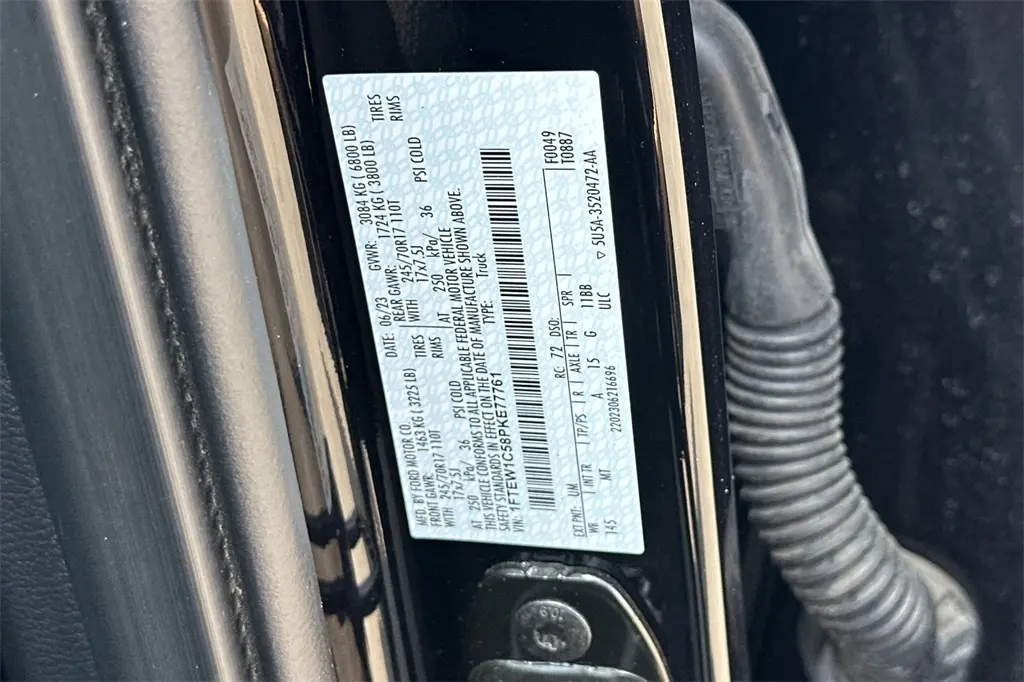 MFD. BY FORD MOTOR CO. DATE: 06/23 GVWR: 3084 KG ( 6800 LB)
FRONT GAWR: 1463 KG ( 3225 LB) REAR GAWR: 1724 KG ( 3800 LB)
WITH 245/70R17 110T TIRES WITH 245/70R17 110T TIRES
17x7.5J RIMS 17x7.5J RIMS
AT 250 kPa/ 36 PSI COLD AT 250 kPa/ 36 PSI COLD
THIS VEHICLE CONFORMS TO ALL APPLICABLE FEDERAL MOTOR VEHICLE
SAFETY STANDARDS IN EFFECT ON THE DATE OF MANUFACTURE SHOWN ABOVE.
VIN: 1FTEW1C58PKE77761 TYPE: Truck
F0049
T0887
EXT PNT: UM RC: 72 DSO:
WB INT TR TP/PS R AXLE TR SPR
145 MT A 15 G 11BB
2202306216696 ULC ▽ 5U5A-3520472-AA